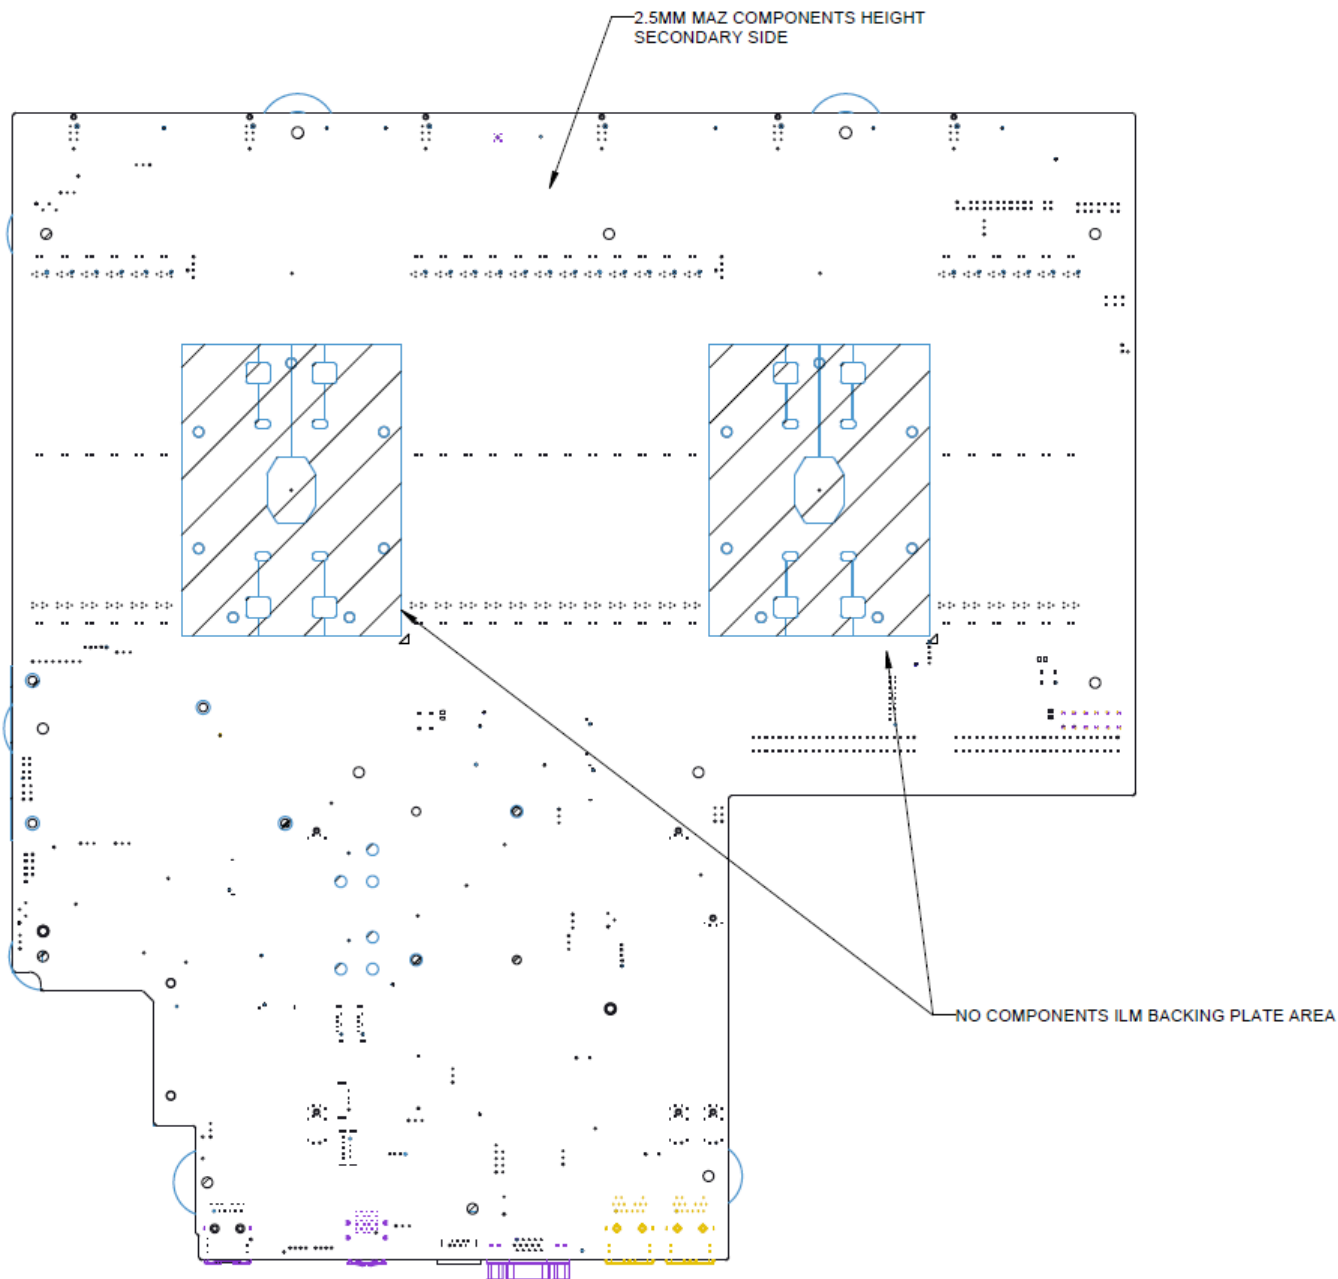 2.5MM MAZ COMPONENTS HEIGHT
SECONDARY SIDE
NO COMPONENTS ILM BACKING PLATE AREA